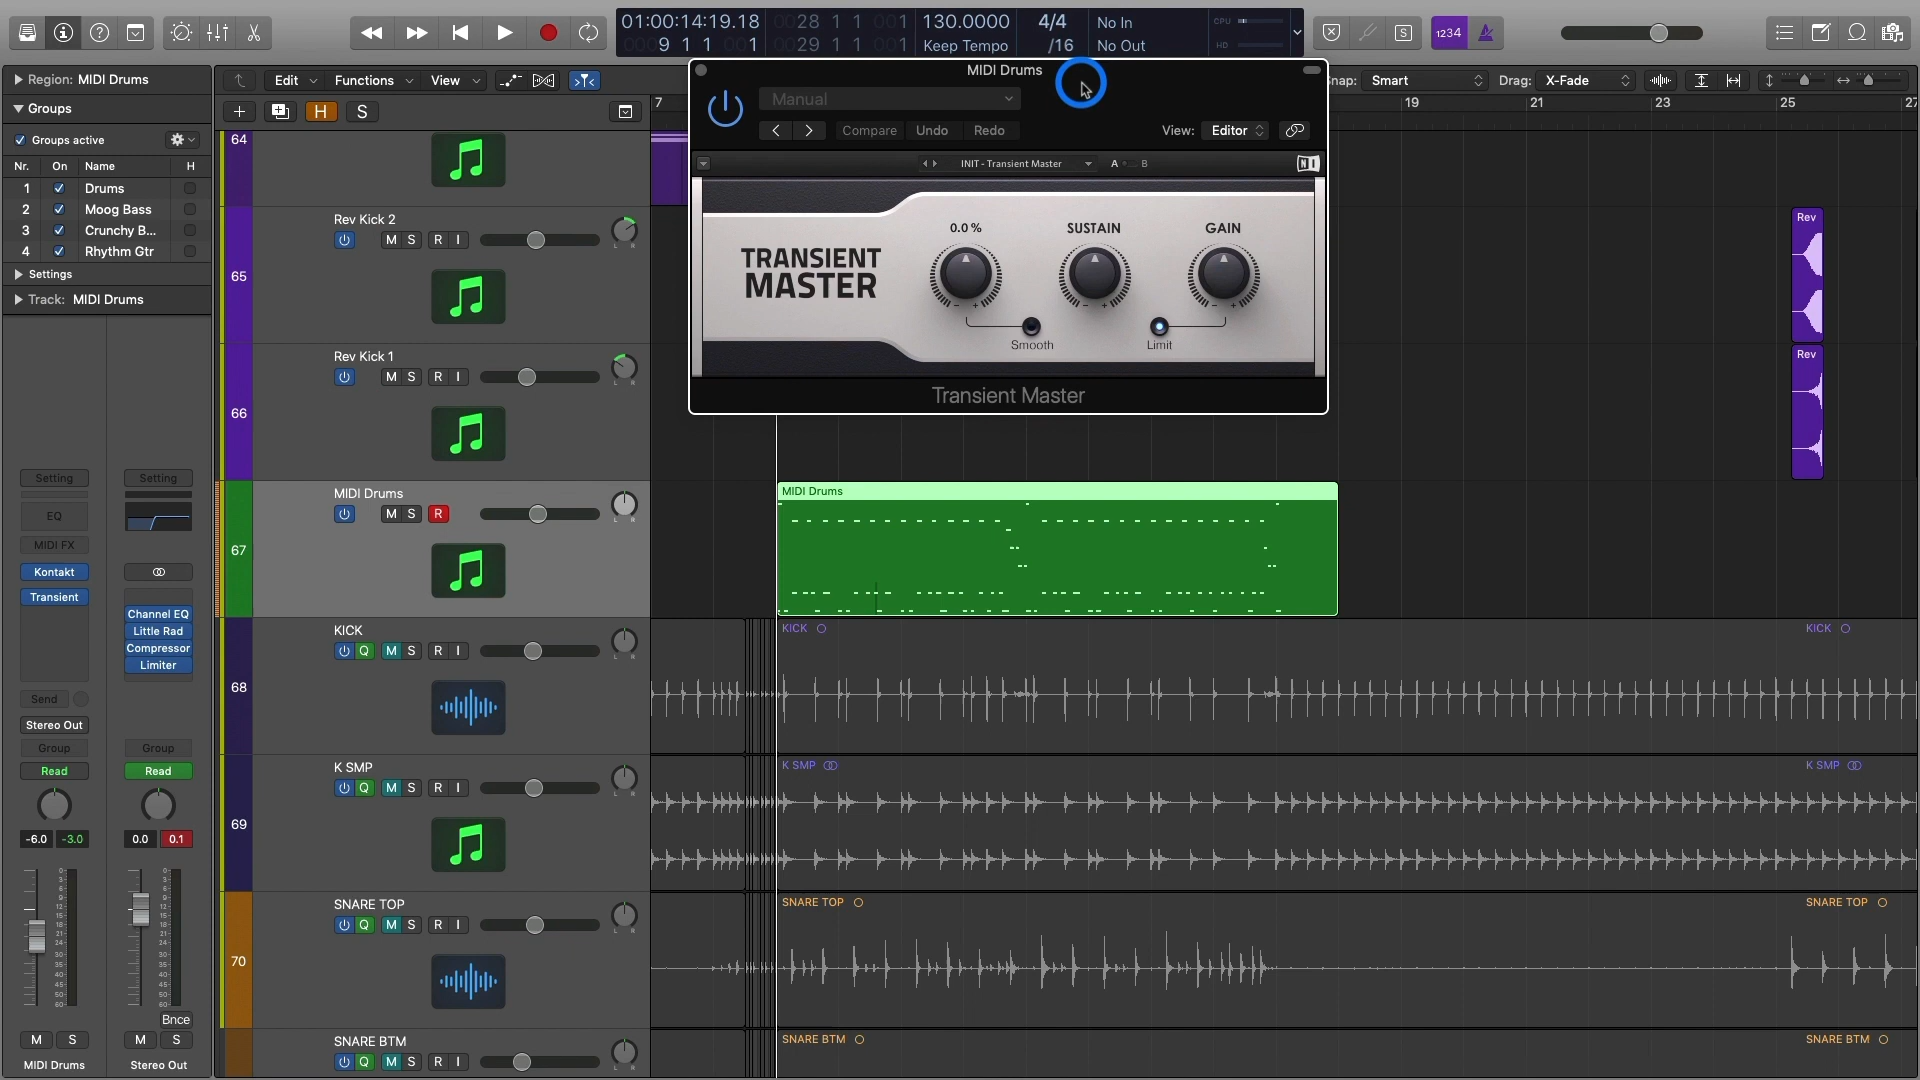 01:00:14:19.18
9 1 1 001
0028 1 1 001
0029 1 1 001
130.0000
Keep Tempo
4/4
/16
No In
No Out
CPU
HD
1234
S
Region: MIDI Drums
Groups
Groups active
Nr. On Name H
1 Drums
2 Moog Bass
3 Crunchy B...
4 Rhythm Gtr
Settings
Track: MIDI Drums
Edit
Functions
View
Snap: Smart
Drag: X-Fade
H
S
7
19
21
23
25
27
MIDI Drums
Manual
Compare
Undo
Redo
View: Editor
INIT - Transient Master
A
B
TRANSIENT
MASTER
0.0 %
SUSTAIN
GAIN
Smooth
Limit
Transient Master
64
65
Rev Kick 2
M S R I
L R
66
Rev Kick 1
M S R I
L R
67
MIDI Drums
M S R
L R
68
KICK
Q M S R I
L R
69
K SMP
Q M S R I
L R
70
SNARE TOP
Q M S R I
L R
SNARE BTM
Q M S R I
L R
Rev
Rev
MIDI Drums
KICK
KICK
K SMP
K SMP
SNARE TOP
SNARE TOP
SNARE BTM
SNARE BTM
Setting
EQ
MIDI FX
Kontakt
Transient
Send
Stereo Out
Group
Read
-6.0 -3.0
M S
MIDI Drums
Setting
Channel EQ
Little Rad
Compressor
Limiter
Group
Read
0.0 0.1
Bnce
M S
Stereo Out